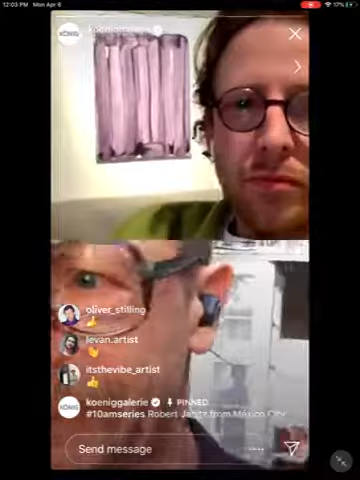 12:03 PM Mon Apr 6
17%
KÖNIG
koeniggalerie
oliver_stilling
levan.artist
itsthevibe_artist
KÖNIG
koeniggalerie PINNED
#10amseries Robert Janitz from México City
Send message